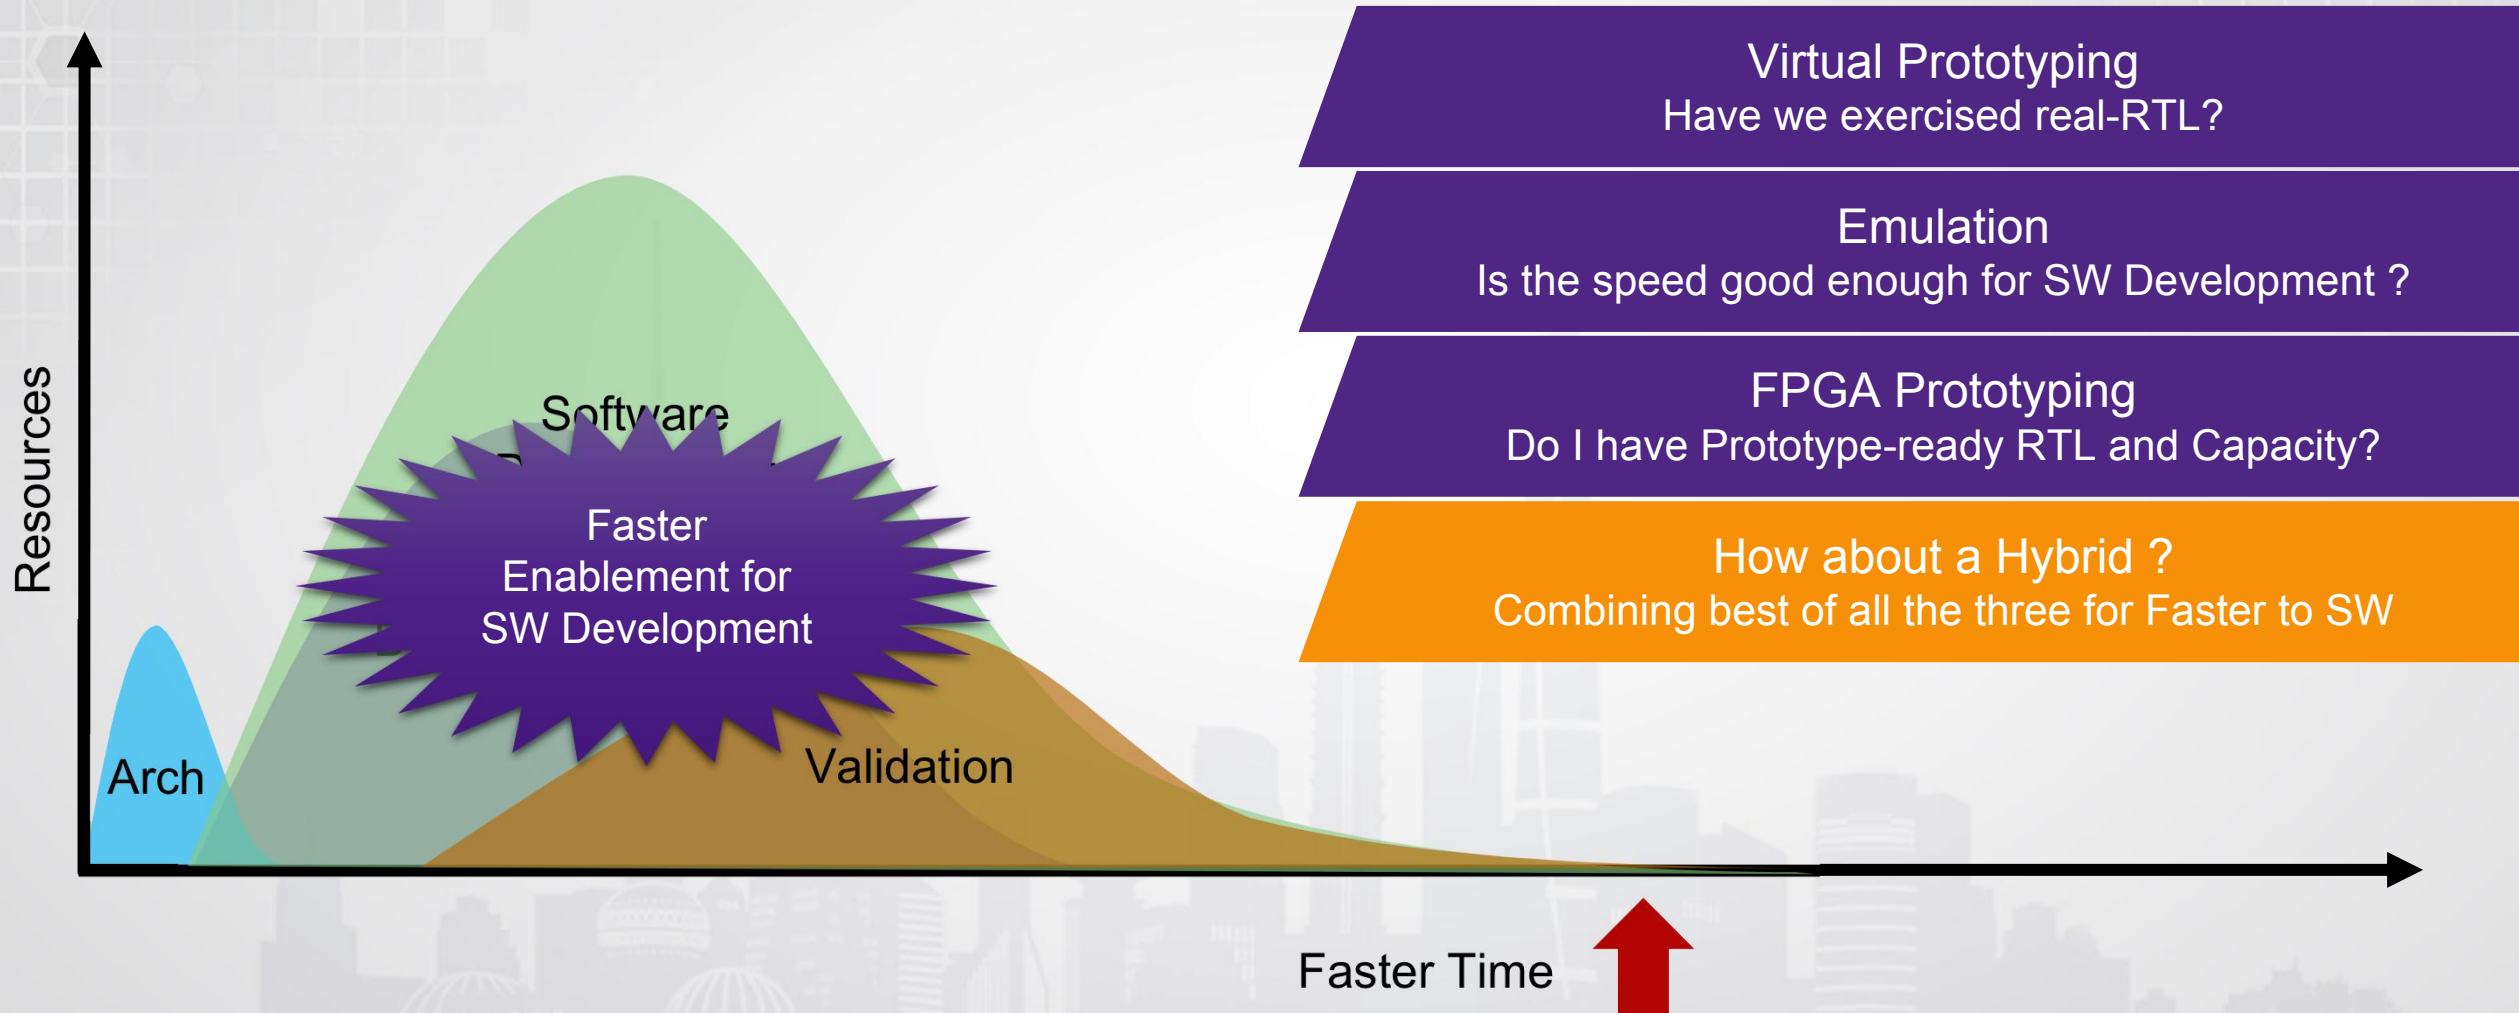 Resources
Software
Faster
Enablement for
SW Development
Arch
Validation
Faster Time
Virtual Prototyping
Have we exercised real-RTL?
Emulation
Is the speed good enough for SW Development ?
FPGA Prototyping
Do I have Prototype-ready RTL and Capacity?
How about a Hybrid ?
Combining best of all the three for Faster to SW